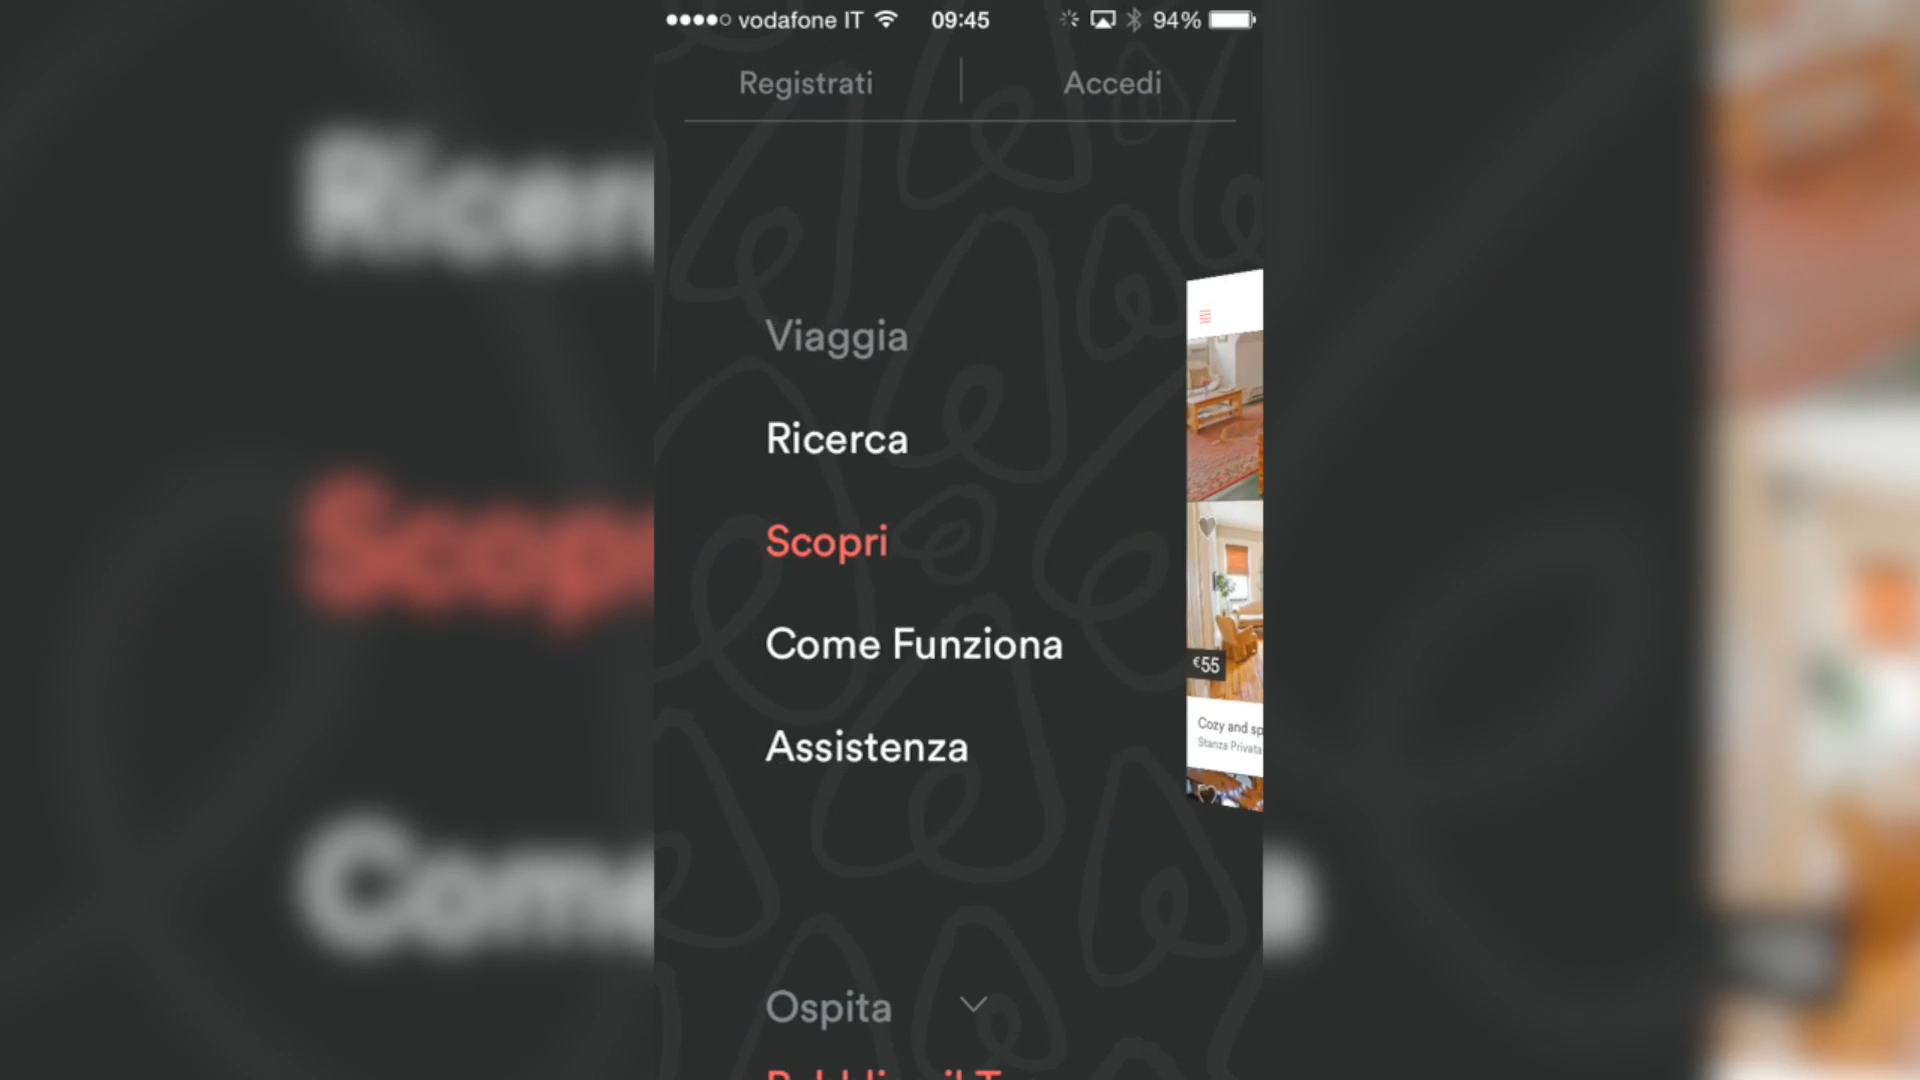 vodafone IT 09:45 94%
Registrati Accedi
Viaggia
Ricerca
Scopri
Come Funziona
Assistenza
€55
Cozy and sp
Stanza Privata
Ospita